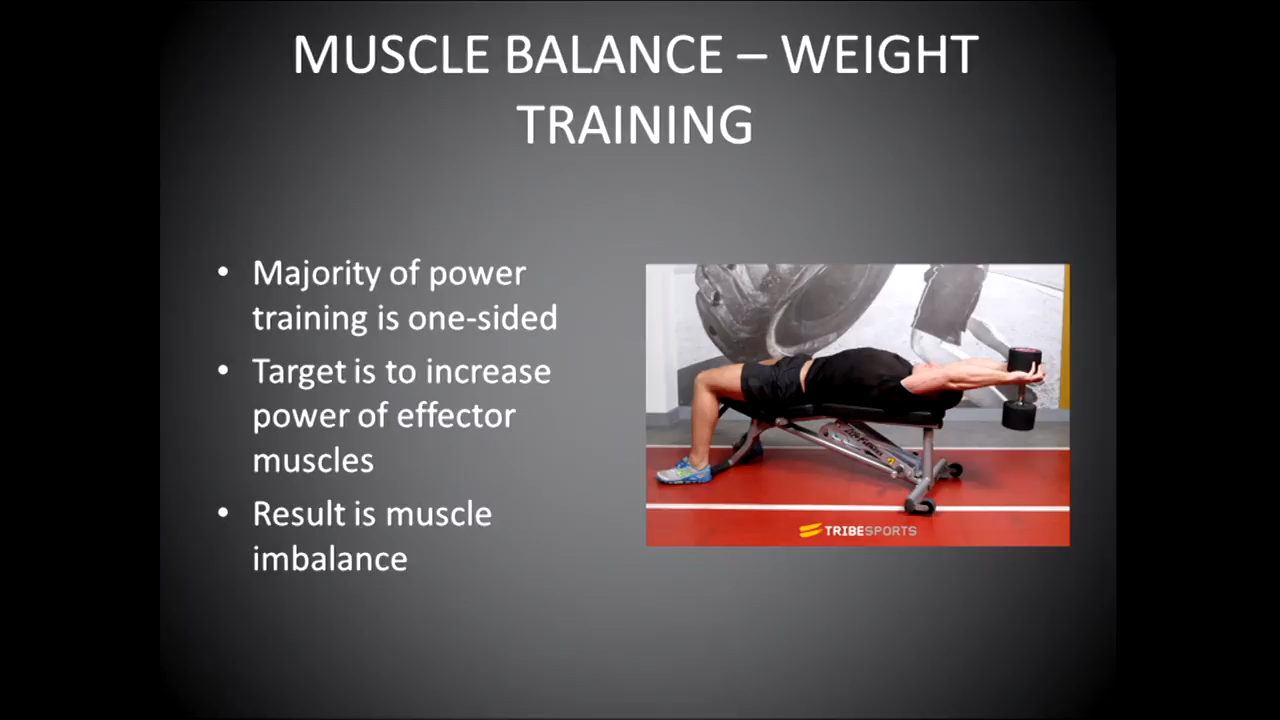 MUSCLE BALANCE – WEIGHT
TRAINING
• Majority of power
training is one-sided
• Target is to increase
power of effector
muscles
• Result is muscle
imbalance
TRIBESPORTS